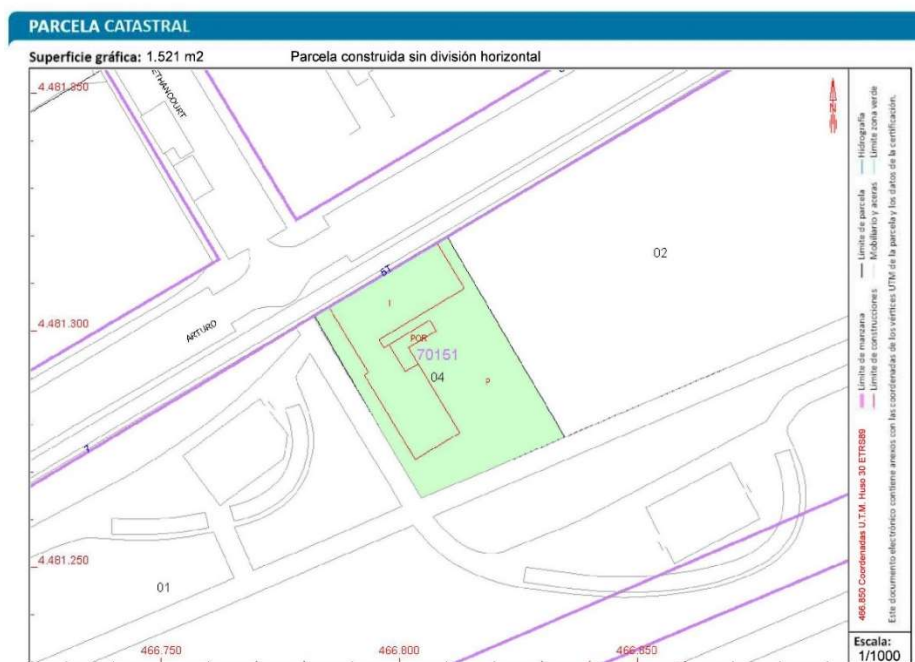 PARCELA CATASTRAL
Superficie gráfica: 1.521 m2 Parcela construida sin división horizontal
4.481.350
4.481.300
4.481.250
466.750
466.800
466.850
ARTURO
02
61
I
POR
70151
04
P
7
01
466.850 Coordenadas U.T.M. Huso 30 ETRS89
Límite de manzana
Límite de parcela
Hidrografía
Límite de construcciones
Mobiliario y aceras
Límite zona verde
Este documento electrónico contiene anexos con las coordenadas de los vértices UTM de la parcela y los datos de la certificación.
Escala:
1/1000